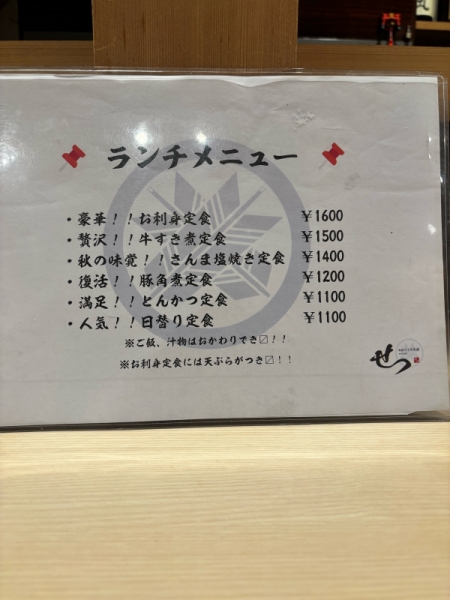 ランチメニュー
・豪華！！お刺身定食 ￥1600
・贅沢！！牛すき煮定食 ￥1500
・秋の味覚！！さんま塩焼き定食 ￥1400
・復活！！豚角煮定食 ￥1200
・満足！！とんかつ定食 ￥1100
・人気！！日替り定食 ￥1100
※ご飯、汁物はおかわりでき〼！！
※お刺身定食には天ぷらがつき〼！！
せつ